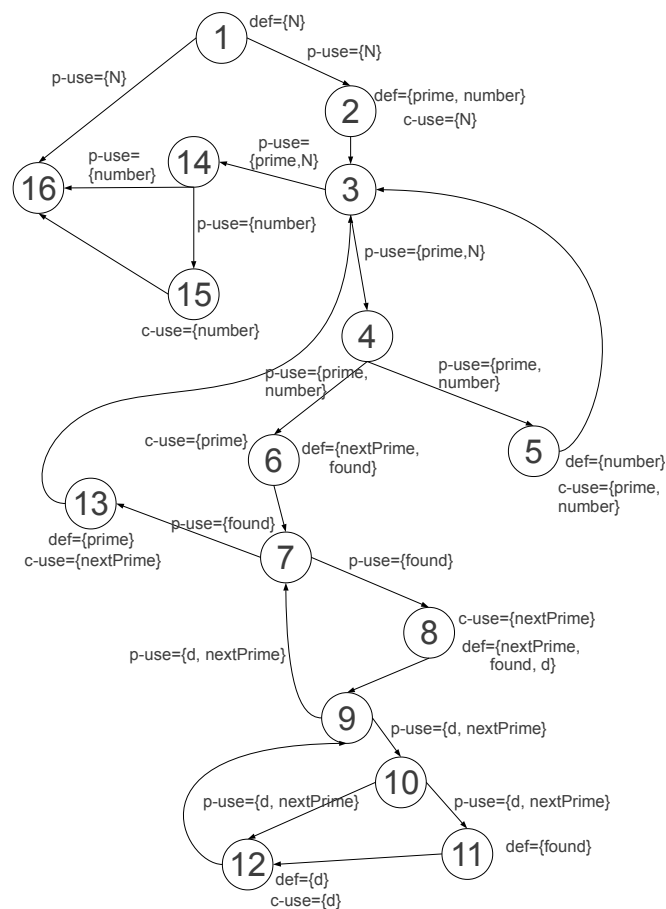 1
def={N}
p-use={N}
p-use={N}
2
def={prime, number}
c-use={N}
p-use=
{number}
14
p-use=
{prime,N}
16
3
p-use={number}
15
c-use={number}
p-use={prime,N}
4
p-use={prime,
number}
p-use={prime,
number}
c-use={prime}
6
def={nextPrime,
found}
5
def={number}
c-use={prime,
number}
13
def={prime}
c-use={nextPrime}
p-use={found}
7
p-use={found}
8
c-use={nextPrime}
def={nextPrime,
found, d}
p-use={d, nextPrime}
9
p-use={d, nextPrime}
10
p-use={d, nextPrime}
p-use={d, nextPrime}
12
def={d}
c-use={d}
11
def={found}